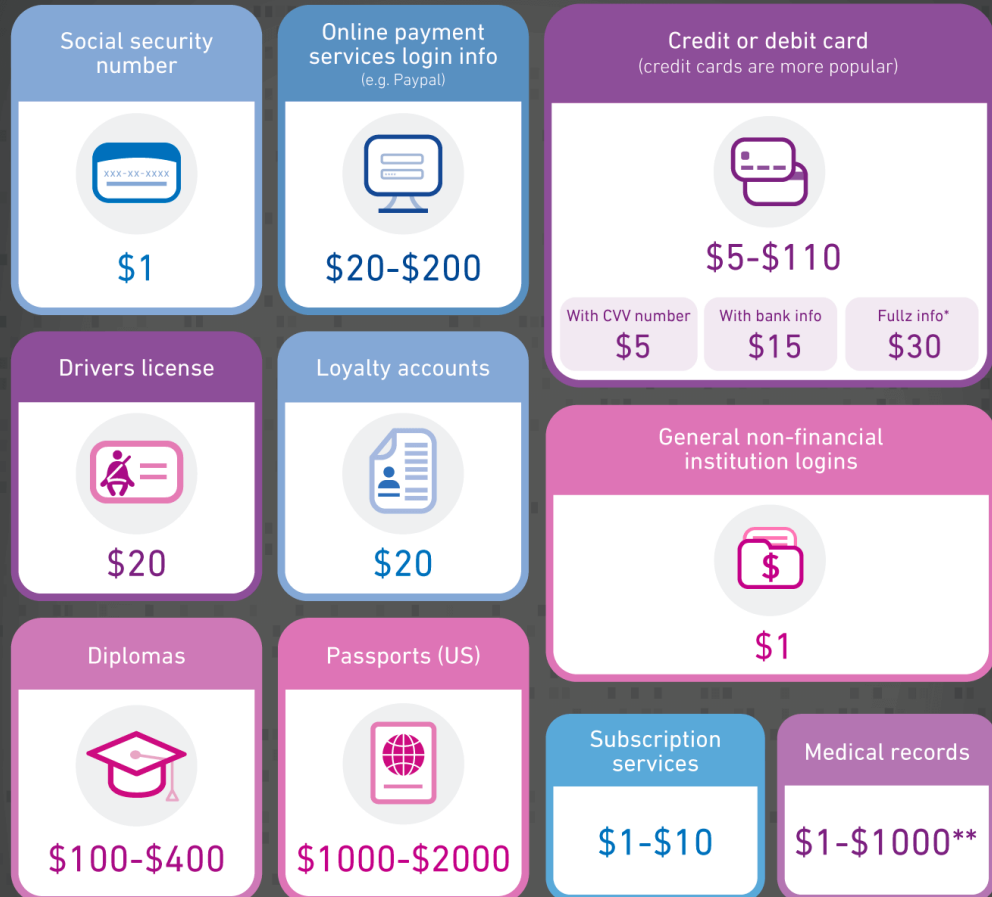 Social security
number
xxx-xx-xxxx
$1
Online payment
services login info
(e.g. Paypal)
$20-$200
Credit or debit card
(credit cards are more popular)
$5-$110
With CVV number
$5
With bank info
$15
Fullz info*
$30
Drivers license
$20
Loyalty accounts
$20
General non-financial
institution logins
$
$1
Diplomas
$100-$400
Passports (US)
$1000-$2000
Subscription
services
$1-$10
Medical records
$1-$1000**